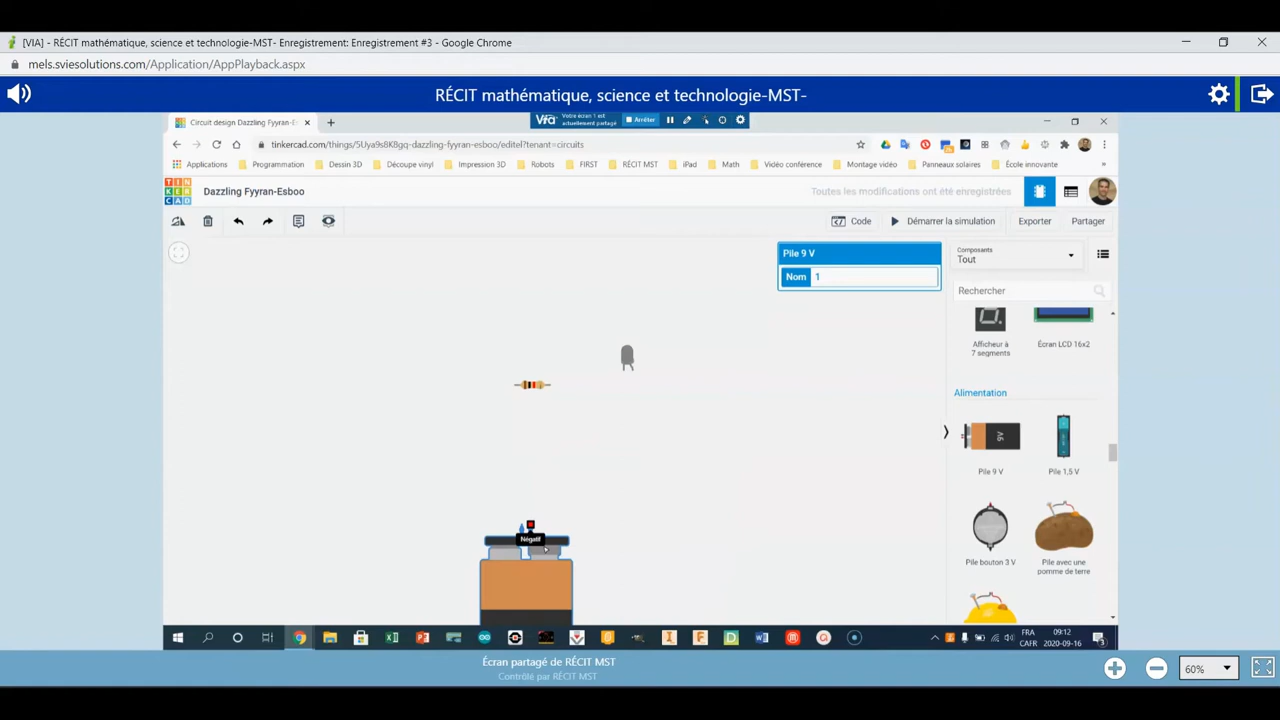 [VIA] - RÉCIT mathématique, science et technologie-MST- Enregistrement: Enregistrement #3 - Google Chrome
mels.sviesolutions.com/Application/AppPlayback.aspx
RÉCIT mathématique, science et technologie-MST-
Circuit design Dazzling Fyyran-Es
Votre écran 1 est
actuellement partagé
Arrêter
tinkercad.com/things/5Uya9s8K8gq-dazzling-fyyran-esboo/editel?tenant=circuits
Applications
Programmation
Dessin 3D
Découpe vinyl
Impression 3D
Robots
FIRST
RÉCIT MST
iPad
Math
Vidéo conférence
Montage vidéo
Panneaux solaires
École innovante
»
TIN
KER
CAD
Dazzling Fyyran-Esboo
Toutes les modifications ont été enregistrées
Code
Démarrer la simulation
Exporter
Partager
Pile 9 V
Nom 1
Composants
Tout
Rechercher
Afficheur à
7 segments
Écran LCD 16x2
Alimentation
9V
Pile 9 V
Pile 1,5 V
Pile bouton 3 V
Pile avec une
pomme de terre
Négatif
FRA
CAFR
09:12
2020-09-16
3
Écran partagé de RÉCIT MST
Contrôlé par RÉCIT MST
60%